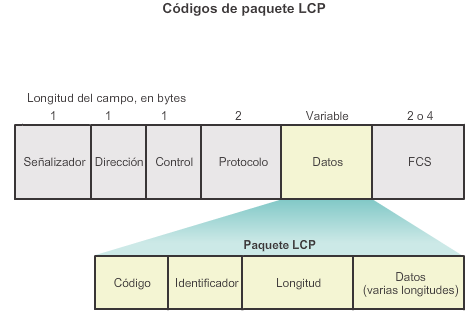 Códigos de paquete LCP
Longitud del campo, en bytes
1 1 1 2 Variable 2 o 4
Señalizador Dirección Control Protocolo Datos FCS
Paquete LCP
Código Identificador Longitud Datos
(varias longitudes)